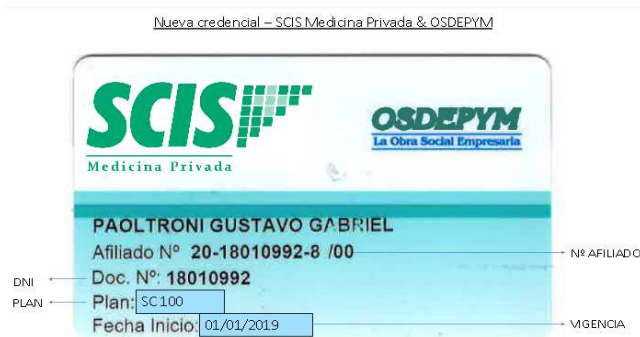 Nueva credencial – SCIS Medicina Privada & OSDEPYM
SCIS
Medicina Privada
OSDEPYM
La Obra Social Empresaria
PAOLTRONI GUSTAVO GABRIEL
Afiliado Nº 20-18010992-8 /00
Nº AFILIADO
DNI
Doc. Nº: 18010992
PLAN
Plan: SC100
Fecha Inicio: 01/01/2019
VIGENCIA